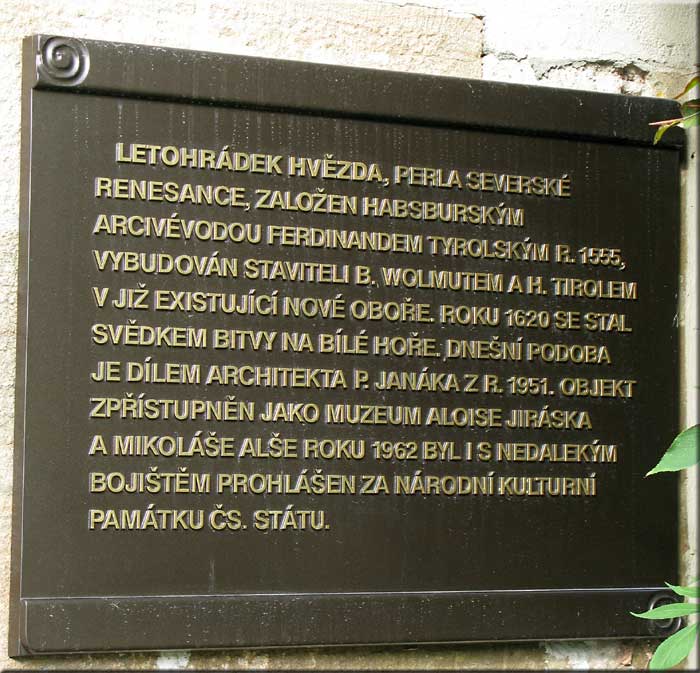 LETOHRÁDEK HVĚZDA, PERLA SEVERSKÉ
RENESANCE, ZALOŽEN HABSBURSKÝM
ARCIVÉVODOU FERDINANDEM TYROLSKÝM R. 1555,
VYBUDOVÁN STAVITELI B. WOLMUTEM A H. TIROLEM
V JIŽ EXISTUJÍCÍ NOVÉ OBOŘE. ROKU 1620 SE STAL
SVĚDKEM BITVY NA BÍLÉ HOŘE. DNEŠNÍ PODOBA
JE DÍLEM ARCHITEKTA P. JANÁKA Z R. 1951. OBJEKT
ZPŘÍSTUPNĚN JAKO MUZEUM ALOISE JIRÁSKA
A MIKOLÁŠE ALŠE ROKU 1962 BYL I S NEDALEKÝM
BOJIŠTĚM PROHLÁŠEN ZA NÁRODNÍ KULTURNÍ
PAMÁTKU ČS. STÁTU.